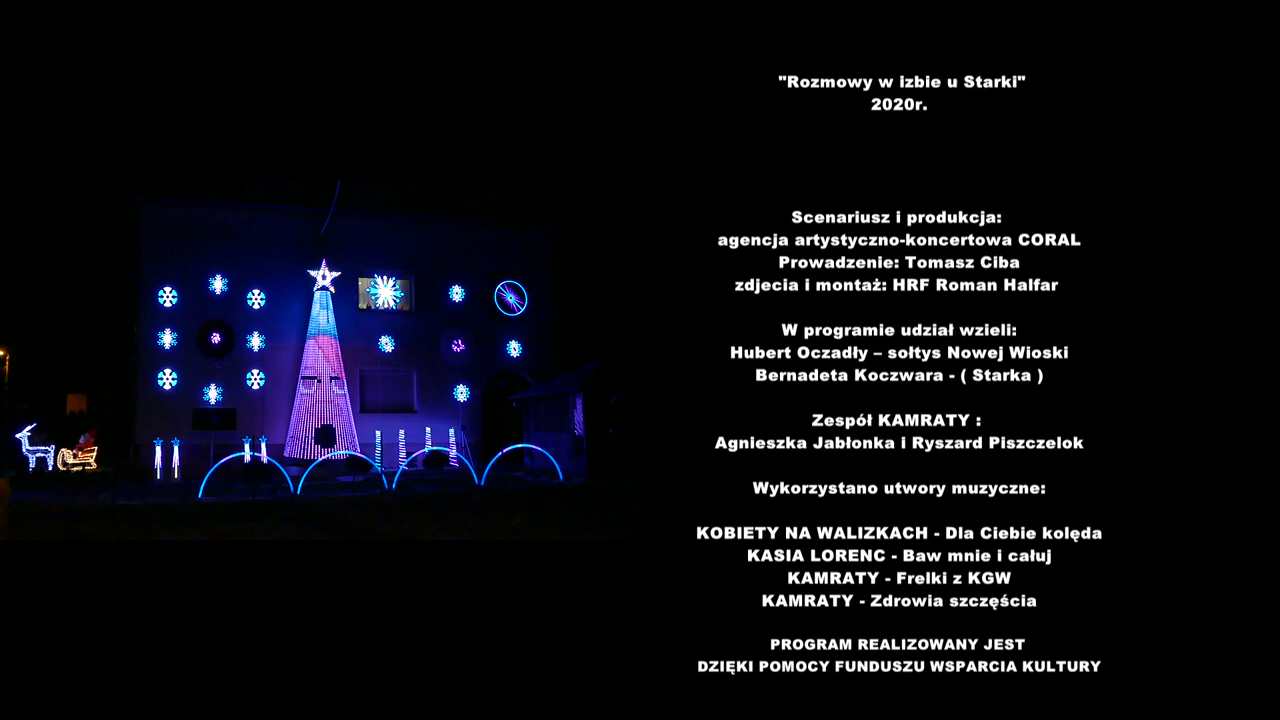 "Rozmowy w izbie u Starki"
2020r.
Scenariusz i produkcja:
agencja artystyczno-koncertowa CORAL
Prowadzenie: Tomasz Ciba
zdjecia i montaż: HRF Roman Halfar
W programie udział wzieli:
Hubert Oczadły – sołtys Nowej Wioski
Bernadeta Koczwara - ( Starka )
Zespół KAMRATY :
Agnieszka Jabłonka i Ryszard Piszczelok
Wykorzystano utwory muzyczne:
KOBIETY NA WALIZKACH - Dla Ciebie kolęda
KASIA LORENC - Baw mnie i całuj
KAMRATY - Frelki z KGW
KAMRATY - Zdrowia szczęścia
PROGRAM REALIZOWANY JEST
DZIĘKI POMOCY FUNDUSZU WSPARCIA KULTURY